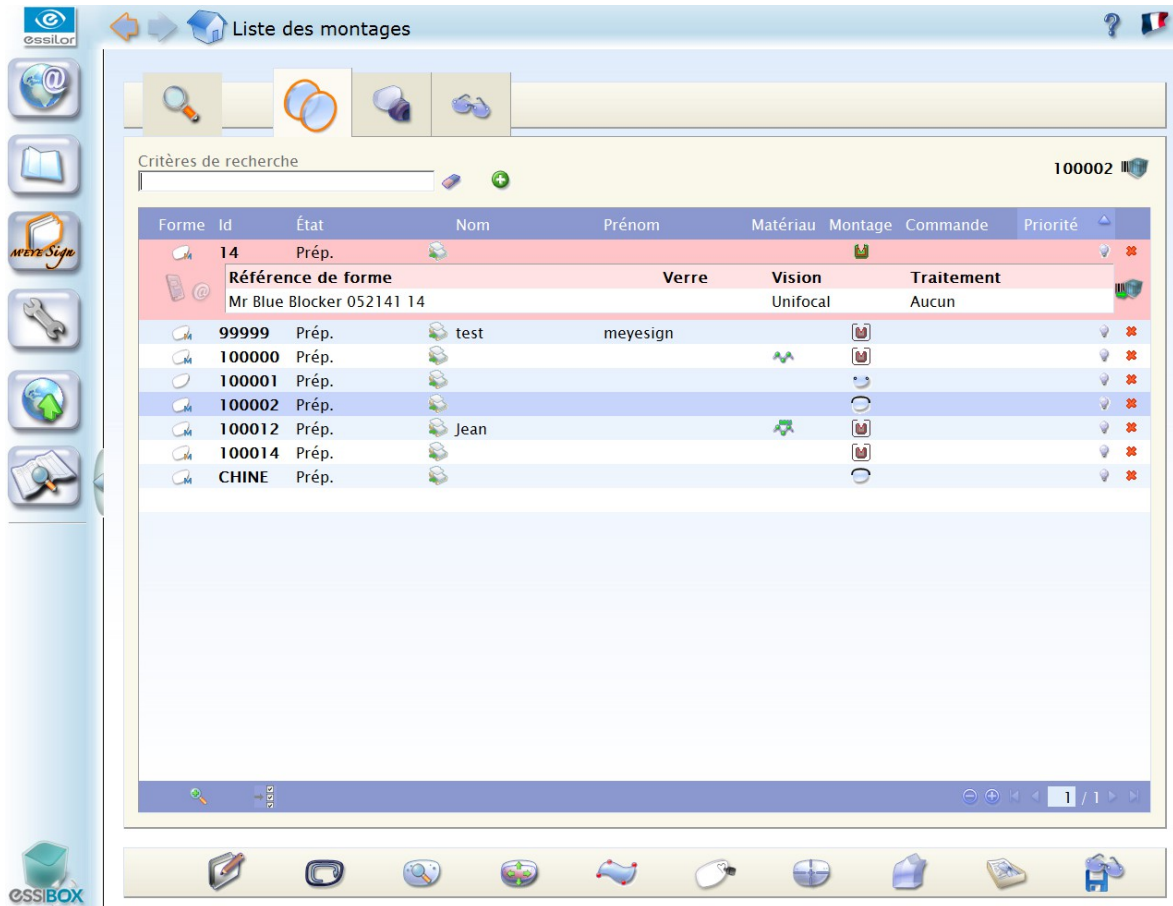 essilor
Liste des montages
@
M'EYE Sign
Critères de recherche
100002
Forme Id État Nom Prénom Matériau Montage Commande Priorité
14 Prép.
Référence de forme Verre Vision Traitement
Mr Blue Blocker 052141 14 Unifocal Aucun
99999 Prép. test meyesign
100000 Prép.
100001 Prép.
100002 Prép.
100012 Prép. Jean
100014 Prép.
CHINE Prép.
1 / 1
essiBOX